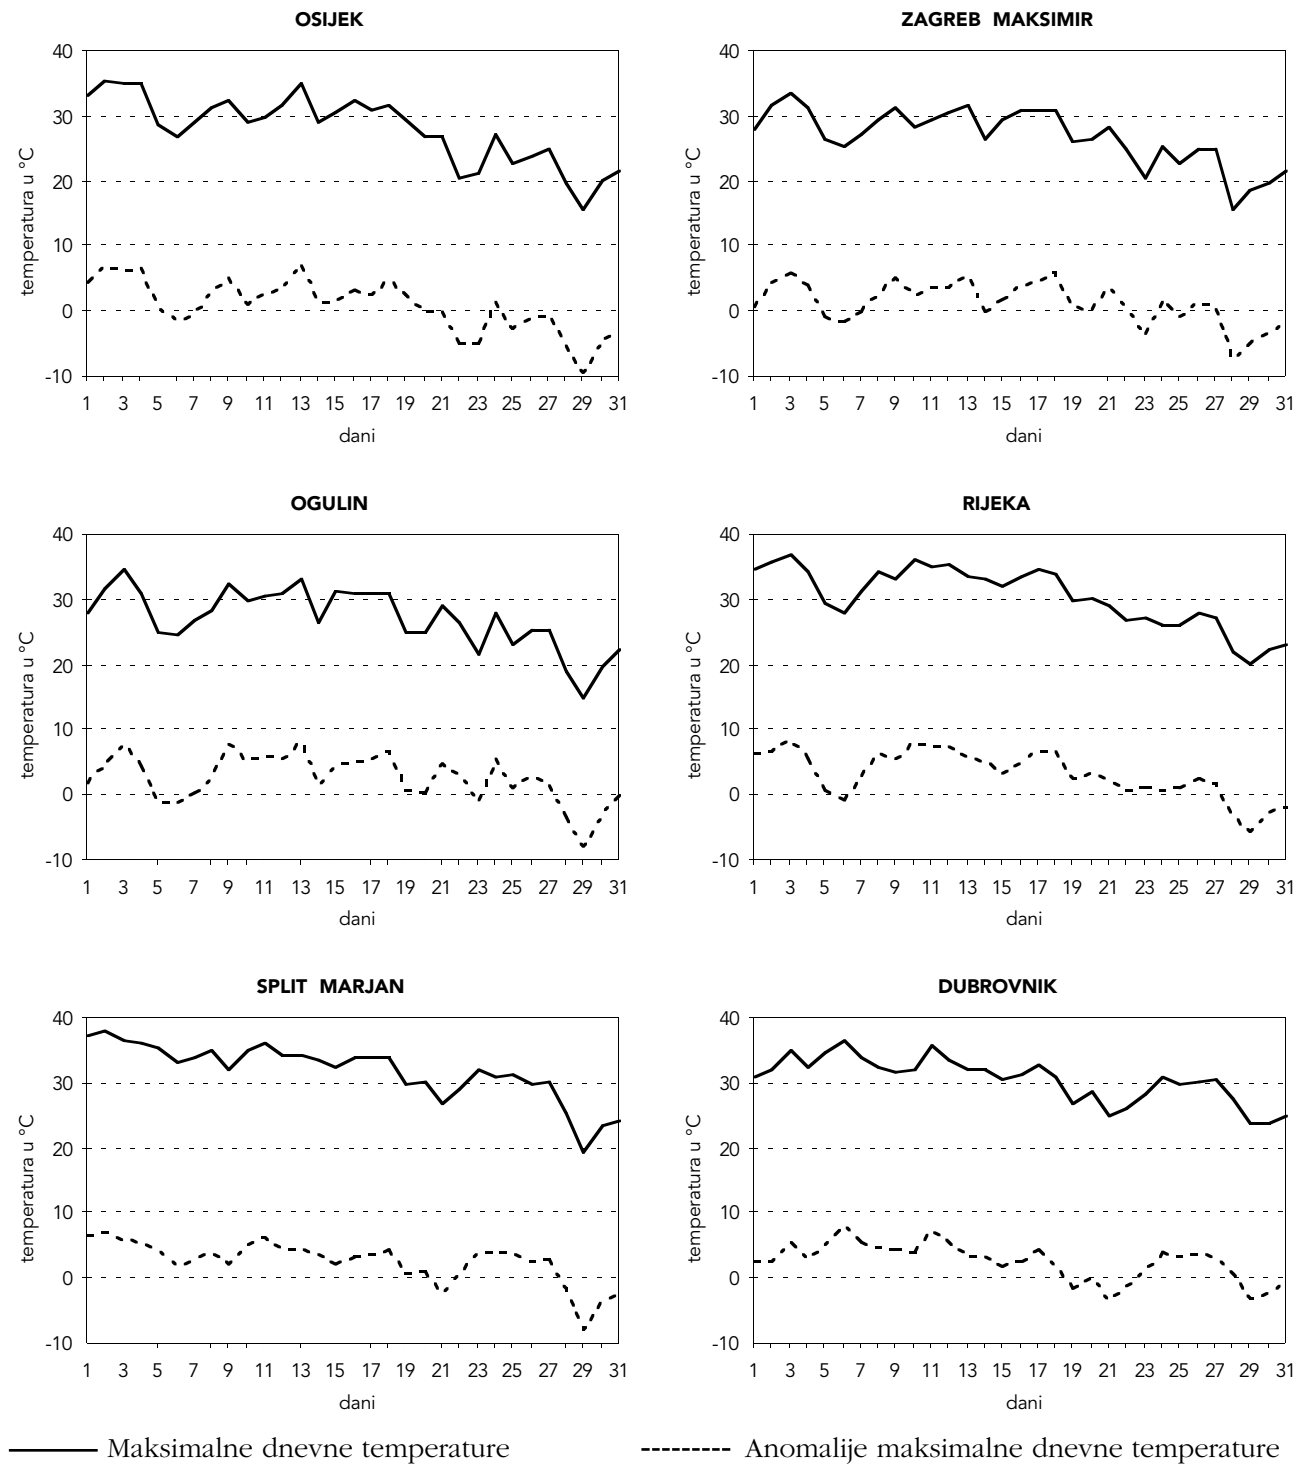 OSIJEK
40
30
20
10
0
-10
temperatura u °C
1 3 5 7 9 11 13 15 17 19 21 23 25 27 29 31
dani
ZAGREB MAKSIMIR
40
30
20
10
0
-10
temperatura u °C
1 3 5 7 9 11 13 15 17 19 21 23 25 27 29 31
dani
OGULIN
40
30
20
10
0
-10
temperatura u °C
1 3 5 7 9 11 13 15 17 19 21 23 25 27 29 31
dani
RIJEKA
40
30
20
10
0
-10
temperatura u °C
1 3 5 7 9 11 13 15 17 19 21 23 25 27 29 31
dani
SPLIT MARJAN
40
30
20
10
0
-10
temperatura u °C
1 3 5 7 9 11 13 15 17 19 21 23 25 27 29 31
dani
DUBROVNIK
40
30
20
10
0
-10
temperatura u °C
1 3 5 7 9 11 13 15 17 19 21 23 25 27 29 31
dani
Maksimalne dnevne temperature
Anomalije maksimalne dnevne temperature